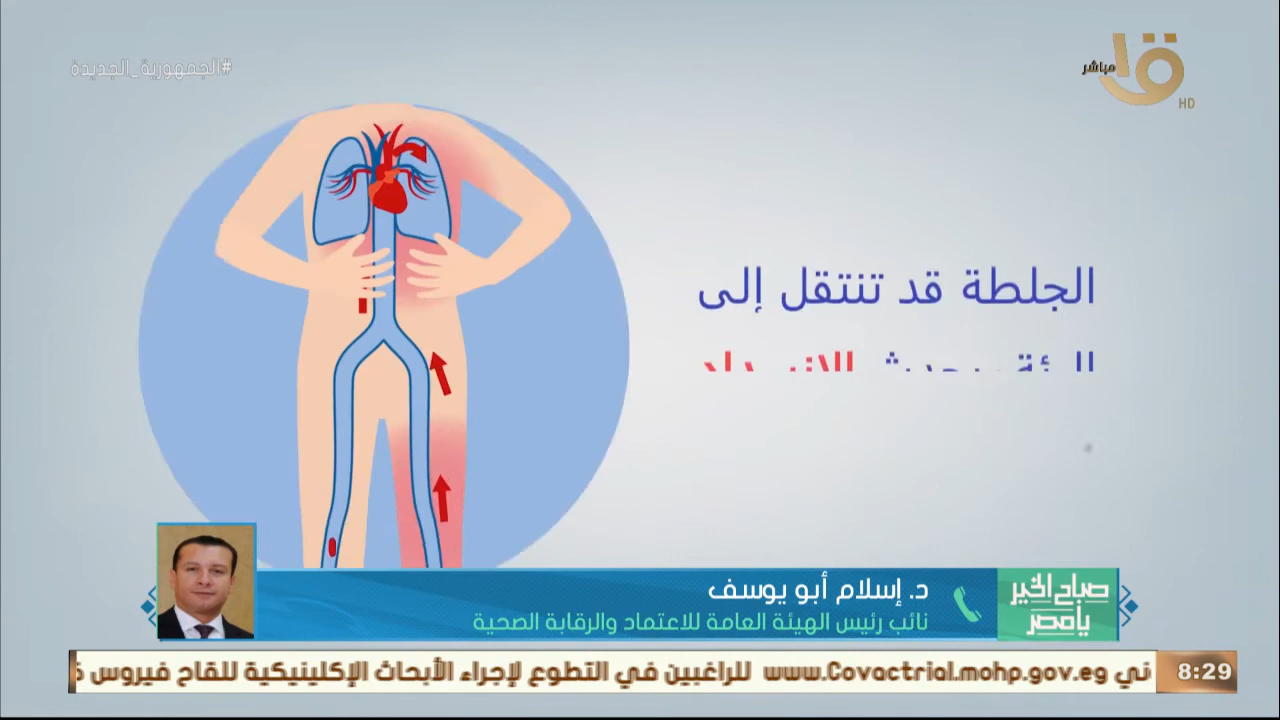 #الجمهورية_الجديدة
مباشر
HD
الجلطة قد تنتقل إلى
صباح الخير
يا مصر
د. إسلام أبو يوسف
نائب رئيس الهيئة العامة للاعتماد والرقابة الصحية
8:29
ني www.Covactrial.mohp.gov.eg للراغبين في التطوع لإجراء الأبحاث الإكلينيكية للقاح فيروس